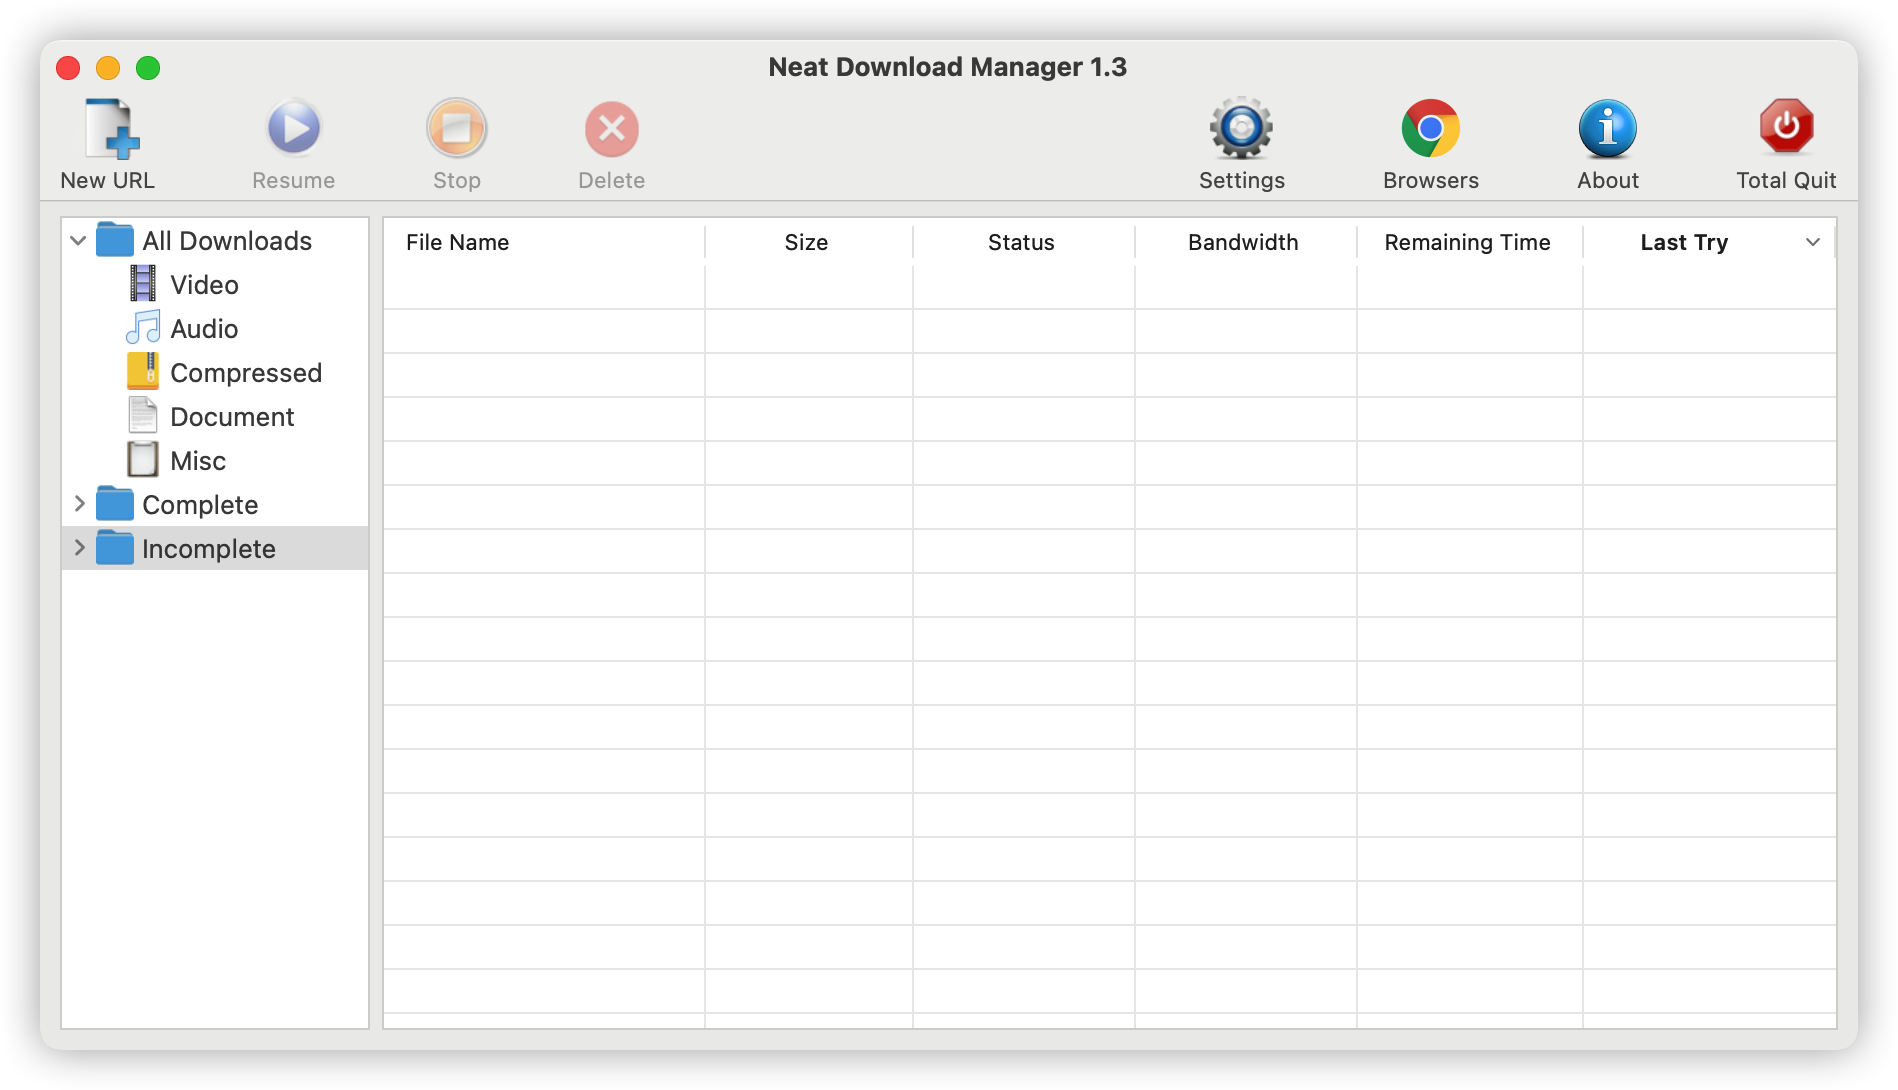 Neat Download Manager 1.3
New URL
Resume
Stop
Delete
Settings
Browsers
About
Total Quit
All Downloads
Video
Audio
Compressed
Document
Misc
Complete
Incomplete
File Name
Size
Status
Bandwidth
Remaining Time
Last Try